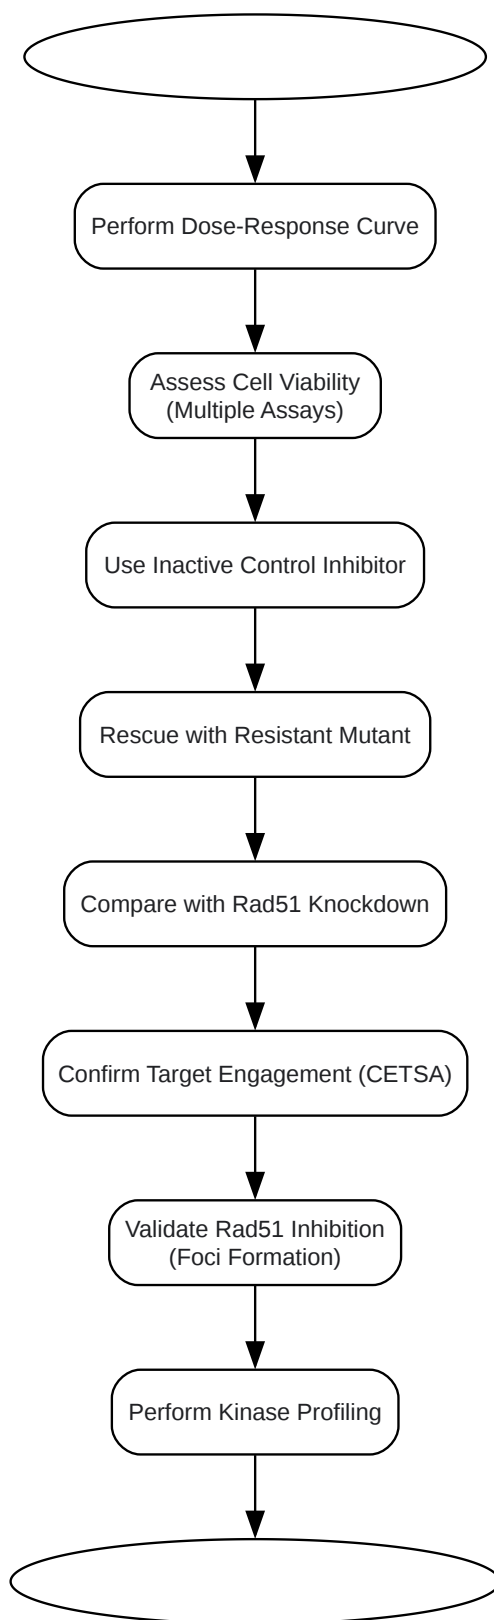 Perform Dose-Response Curve
Assess Cell Viability
(Multiple Assays)
Use Inactive Control Inhibitor
Rescue with Resistant Mutant
Compare with Rad51 Knockdown
Confirm Target Engagement (CETSA)
Validate Rad51 Inhibition
(Foci Formation)
Perform Kinase Profiling